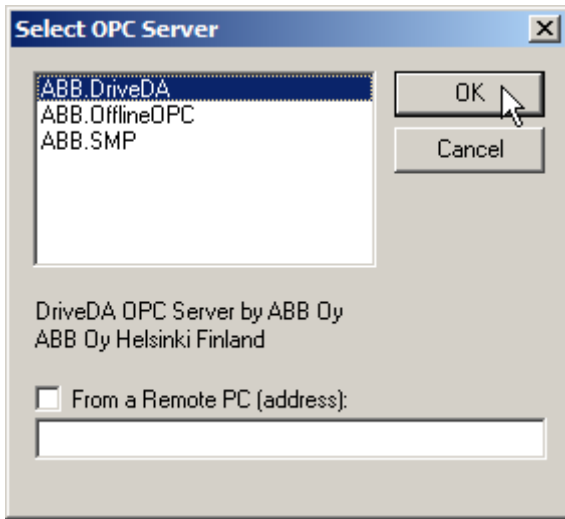 Select OPC Server
ABB.DriveDA
ABB.OfflineOPC
ABB.SMP
OK
Cancel
DriveDA OPC Server by ABB Oy
ABB Oy Helsinki Finland
From a Remote PC (address):